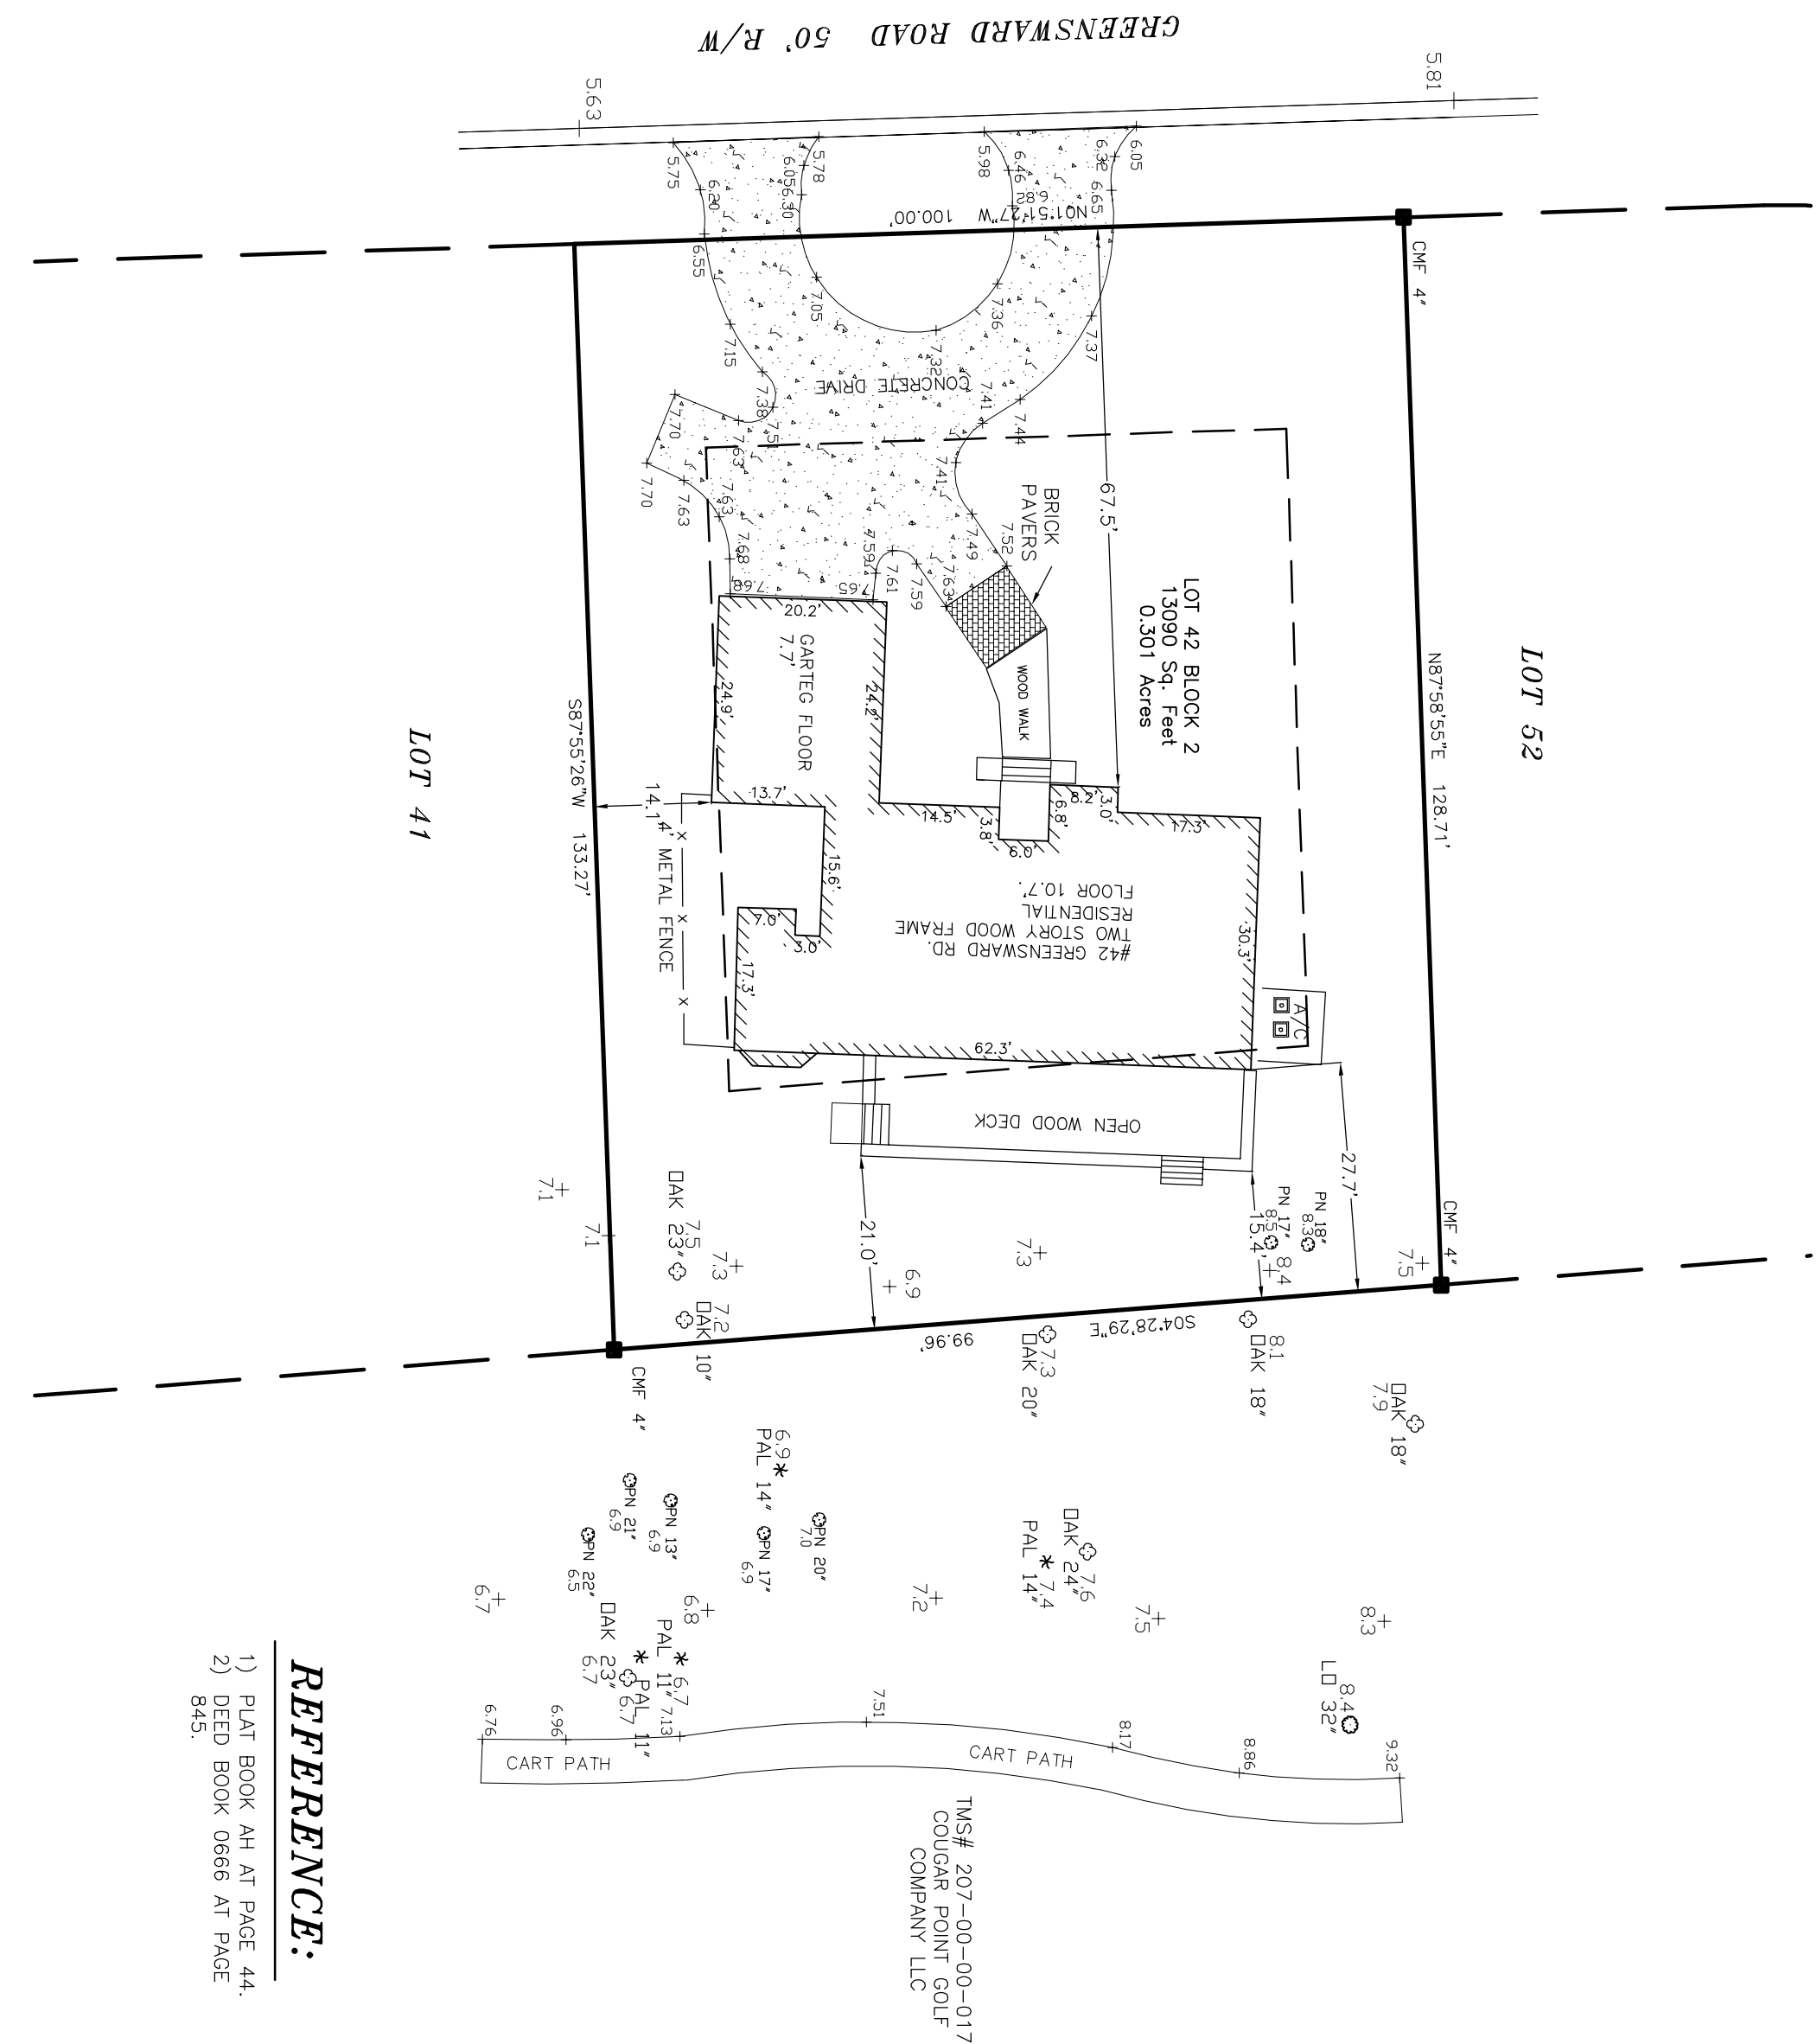 GREENSWARD ROAD 50' R/W
5.63
5.81
5.75
6.20
6.55
7.15
7.38
7.51
5.78
6.05
6.30
7.05
5.98
6.46
6.82
7.36
7.32
6.05
6.32
6.65
7.37
7.44
7.41
7.41
7.49
7.52
7.63
7.59
7.61
7.59
7.65
7.68
7.68
7.63
7.63
7.63
7.70
7.70
N01°51'27"W 100.00'
CMF 4"
CONCRETE DRIVE
67.5'
BRICK
PAVERS
WOOD WALK
LOT 42 BLOCK 2
13090 Sq. Feet
0.301 Acres
N87°58'55"E 128.71'
LOT 52
LOT 41
S87°55'26"W 133.27'
14.1'
4' METAL FENCE
x
x
x
GARTEG FLOOR
7.7'
20.2'
24.9'
24.2'
13.7'
15.6'
7.0'
3.0'
17.3'
14.5'
3.8'
6.0'
6.8'
8.2'
3.0'
17.3'
30.3'
62.3'
#42 GREENSWARD RD.
TWO STORY WOOD FRAME
RESIDENTIAL
FLOOR 10.7'.
A/C
OPEN WOOD DECK
27.7'
15.4'
21.0'
CMF 4"
7.5
PN 18"
8.3
PN 17"
8.5
8.4
7.3
6.9
7.3
OAK 23"
7.5
7.1
7.1
OAK 10"
7.2
S04°28'29"E
99.96'
CMF 4"
OAK 20"
7.3
OAK 18"
8.1
OAK 18"
7.9
6.9
PAL 14"
PN 21"
6.9
PN 13"
6.9
PN 17"
6.9
PN 20"
7.0
PN 22"
6.5
OAK 24"
7.6
PAL 14"
7.4
6.7
6.8
7.2
7.5
8.3
OAK 23"
6.7
6.7
PAL 11"
6.7
PAL 11"
LO 32"
8.4
6.76
6.96
7.13
7.51
8.17
8.86
9.32
CART PATH
CART PATH
TMS# 207-00-00-017
COUGAR POINT GOLF
COMPANY LLC
REFERENCE:
1) PLAT BOOK AH AT PAGE 44.
2) DEED BOOK 0666 AT PAGE
845.